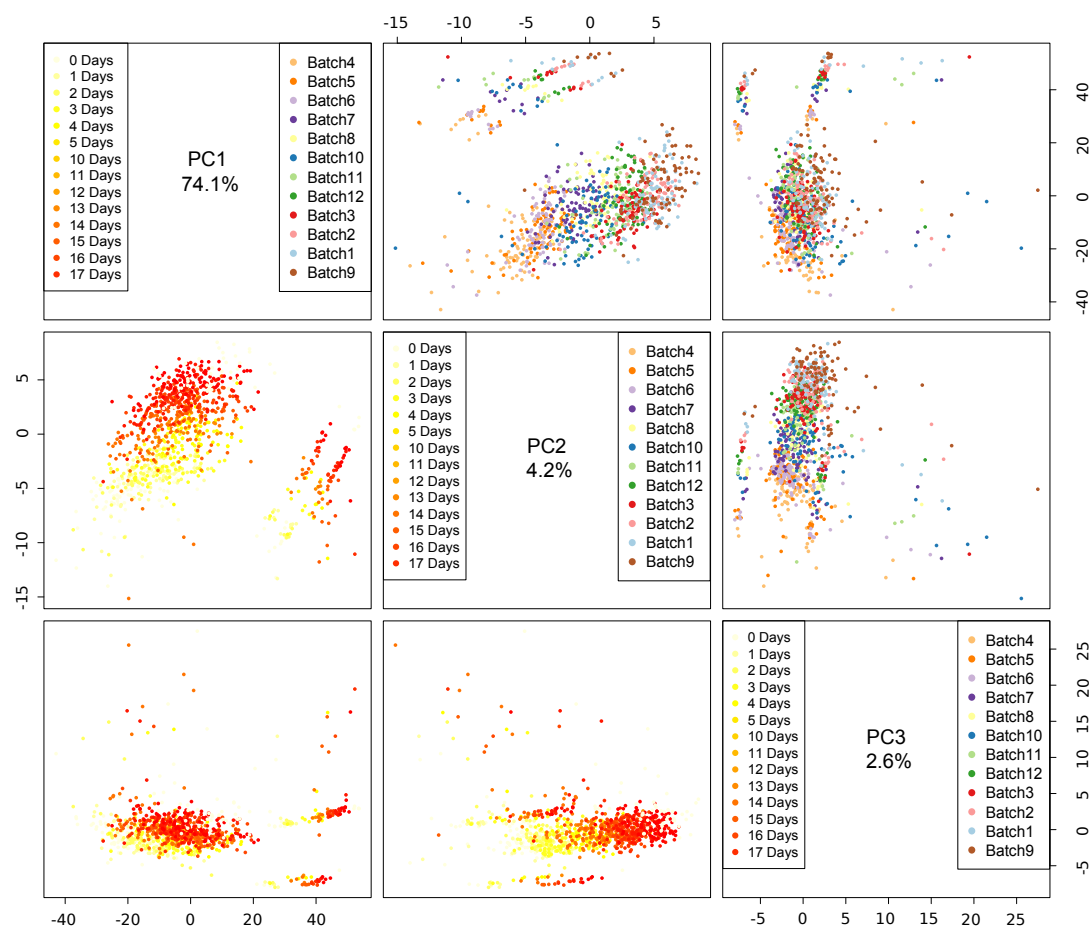 -15 -10 -5 0 5
0 Days
1 Days
2 Days
3 Days
4 Days
5 Days
10 Days
11 Days
12 Days
13 Days
14 Days
15 Days
16 Days
17 Days
PC1
74.1%
Batch4
Batch5
Batch6
Batch7
Batch8
Batch10
Batch11
Batch12
Batch3
Batch2
Batch1
Batch9
40
20
0
-20
-40
5
0
-5
-10
-15
0 Days
1 Days
2 Days
3 Days
4 Days
5 Days
10 Days
11 Days
12 Days
13 Days
14 Days
15 Days
16 Days
17 Days
PC2
4.2%
Batch4
Batch5
Batch6
Batch7
Batch8
Batch10
Batch11
Batch12
Batch3
Batch2
Batch1
Batch9
0 Days
1 Days
2 Days
3 Days
4 Days
5 Days
10 Days
11 Days
12 Days
13 Days
14 Days
15 Days
16 Days
17 Days
PC3
2.6%
Batch4
Batch5
Batch6
Batch7
Batch8
Batch10
Batch11
Batch12
Batch3
Batch2
Batch1
Batch9
25
20
15
10
5
0
-5
-40 -20 0 20 40
-5 0 5 10 15 20 25